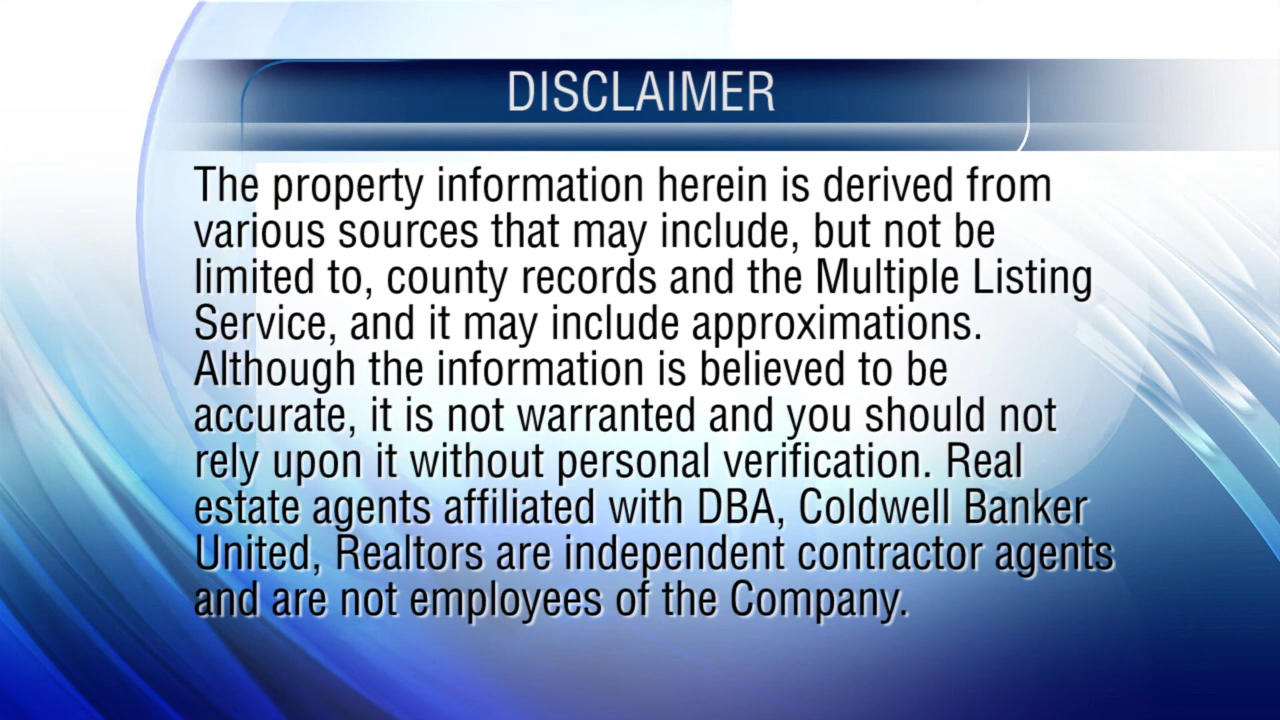 DISCLAIMER
The property information herein is derived from
various sources that may include, but not be
limited to, county records and the Multiple Listing
Service, and it may include approximations.
Although the information is believed to be
accurate, it is not warranted and you should not
rely upon it without personal verification. Real
estate agents affiliated with DBA, Coldwell Banker
United, Realtors are independent contractor agents
and are not employees of the Company.